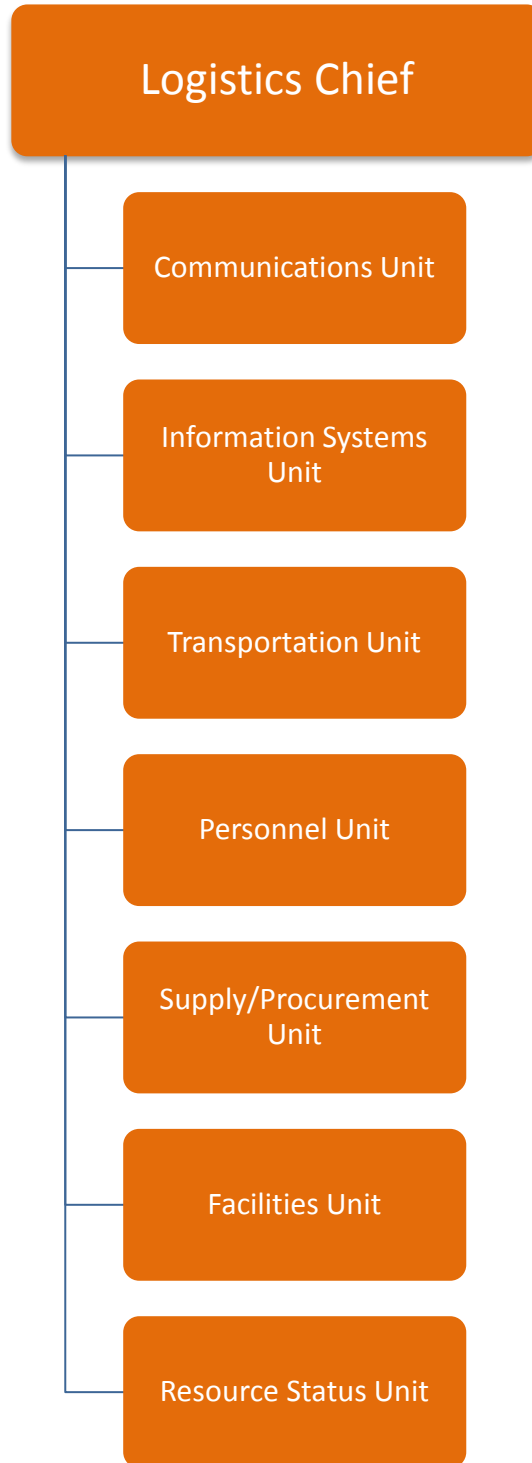 Logistics Chief
Communications Unit
Information Systems
Unit
Transportation Unit
Personnel Unit
Supply/Procurement
Unit
Facilities Unit
Resource Status Unit